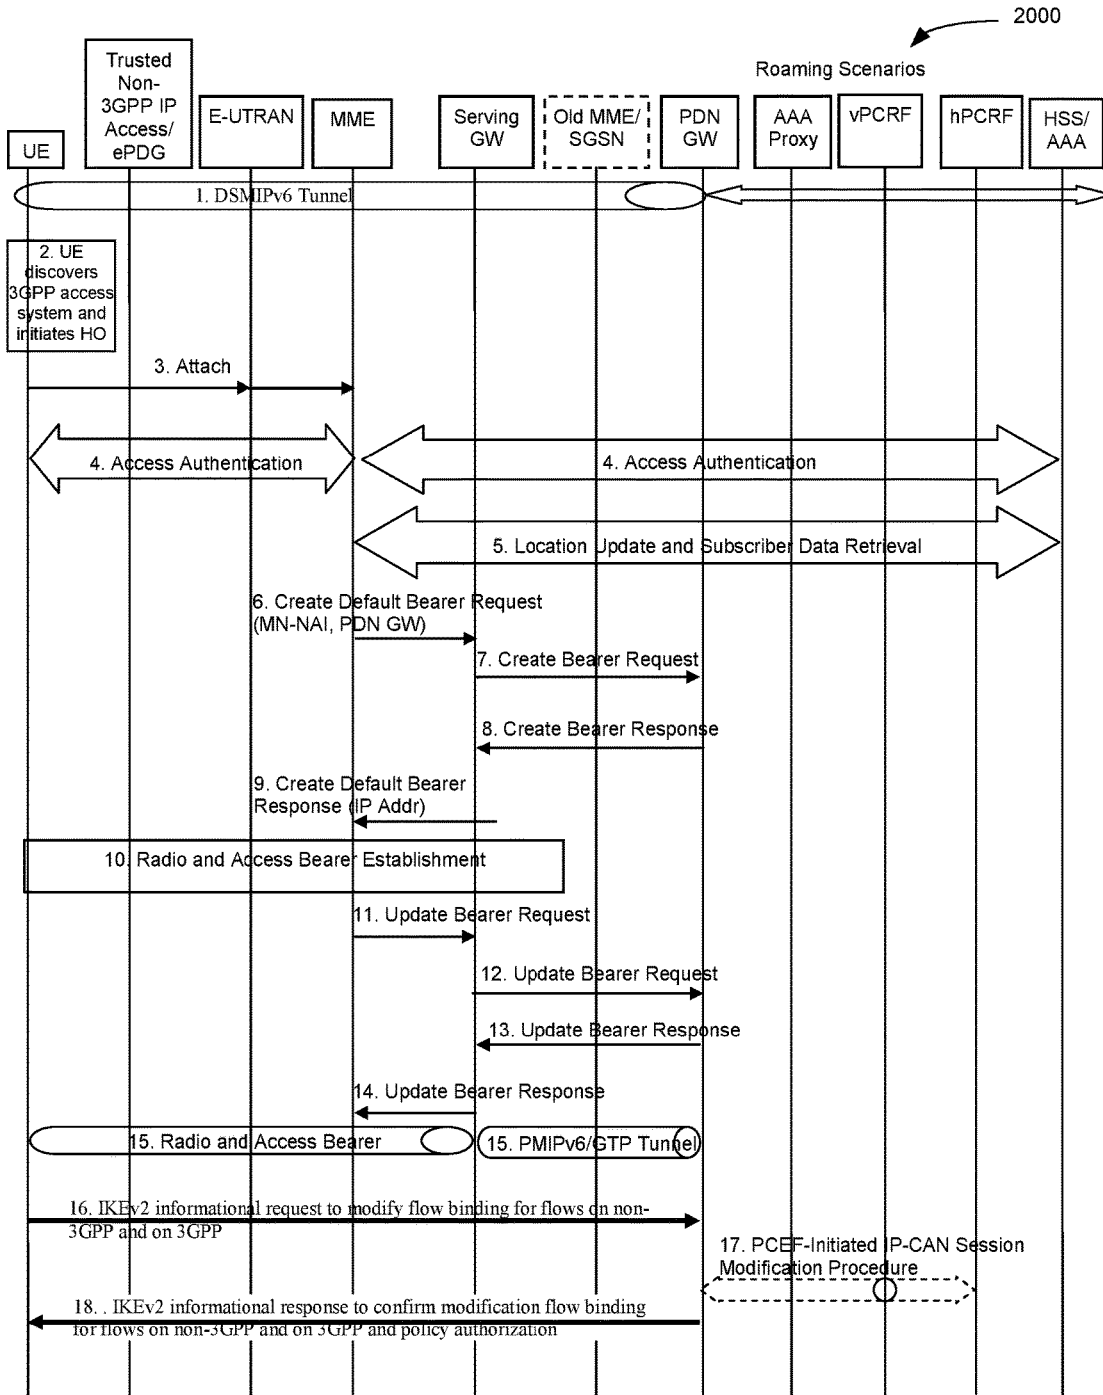 2000
Roaming Scenarios
UE
Trusted
Non-
3GPP IP
Access/
ePDG
E-UTRAN
MME
Serving
GW
Old MME/
SGSN
PDN
GW
AAA
Proxy
vPCRF
hPCRF
HSS/
AAA
1. DSMIPv6 Tunnel
2. UE
discovers
3GPP access
system and
initiates HO
3. Attach
4. Access Authentication
4. Access Authentication
5. Location Update and Subscriber Data Retrieval
6. Create Default Bearer Request
(MN-NAI, PDN GW)
7. Create Bearer Request
8. Create Bearer Response
9. Create Default Bearer
Response (IP Addr)
10. Radio and Access Bearer Establishment
11. Update Bearer Request
12. Update Bearer Request
13. Update Bearer Response
14. Update Bearer Response
15. Radio and Access Bearer
15. PMIPv6/GTP Tunnel
16. IKEv2 informational request to modify flow binding for flows on non-
3GPP and on 3GPP
17. PCEF-Initiated IP-CAN Session
Modification Procedure
18. . IKEv2 informational response to confirm modification flow binding
for flows on non-3GPP and on 3GPP and policy authorization